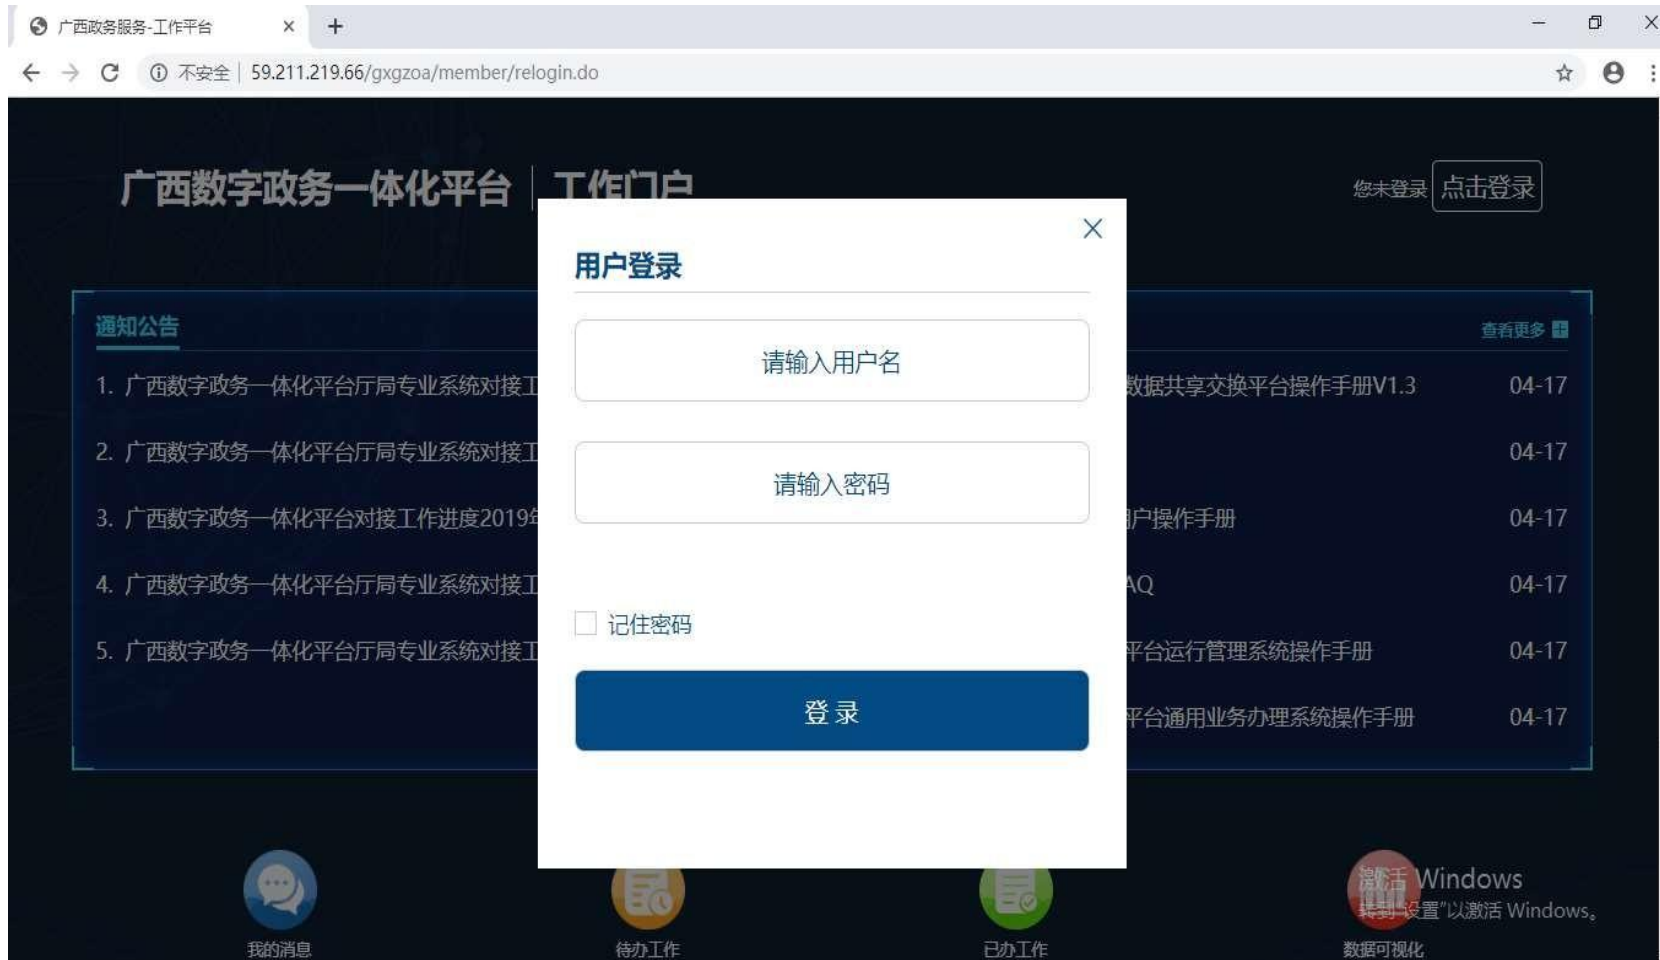 广西政务服务-工作平台
不安全 | 59.211.219.66/gxgzoa/member/relogin.do
广西数字政务一体化平台 | 工作门户
您未登录 点击登录
用户登录
通知公告
查看更多
请输入用户名
1. 广西数字政务一体化平台厅局专业系统对接工
数据共享交换平台操作手册V1.3 04-17
2. 广西数字政务一体化平台厅局专业系统对接工
04-17
请输入密码
3. 广西数字政务一体化平台对接工作进度2019年
户操作手册 04-17
4. 广西数字政务一体化平台厅局专业系统对接工
AQ 04-17
记住密码
5. 广西数字政务一体化平台厅局专业系统对接工
平台运行管理系统操作手册 04-17
登录
平台通用业务办理系统操作手册 04-17
激活 Windows
转到"设置"以激活 Windows。
我的消息
待办工作
已办工作
数据可视化